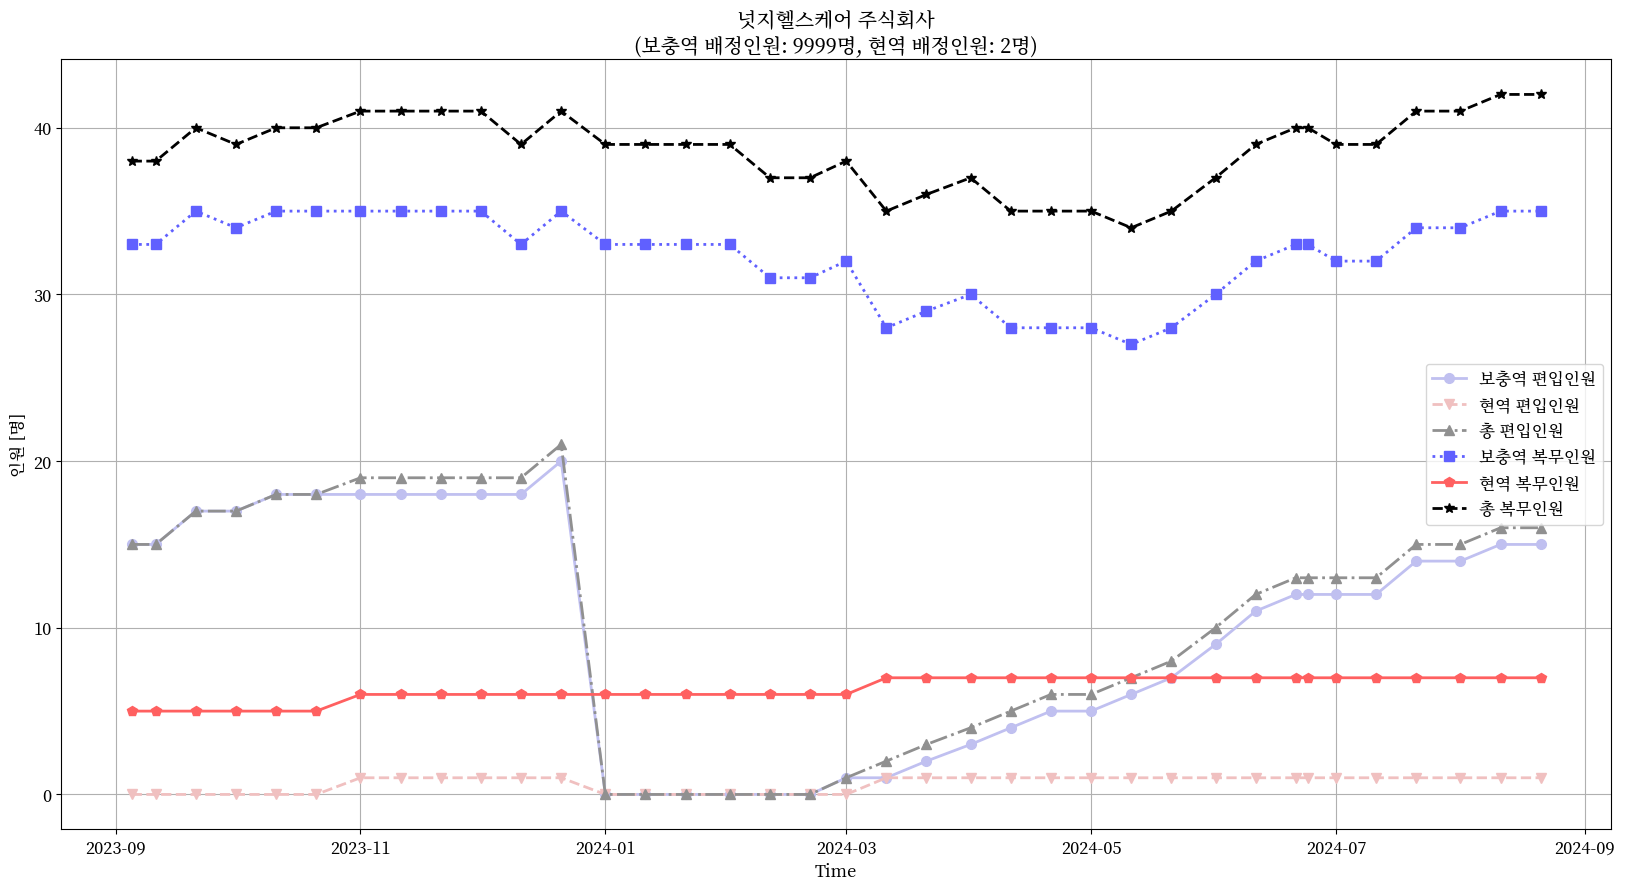 넛지헬스케어 주식회사
(보충역 배정인원: 9999명, 현역 배정인원: 2명)
인원 [명]
40
30
20
10
0
보충역 편입인원
현역 편입인원
총 편입인원
보충역 복무인원
현역 복무인원
총 복무인원
2023-09
2023-11
2024-01
2024-03
2024-05
2024-07
2024-09
Time